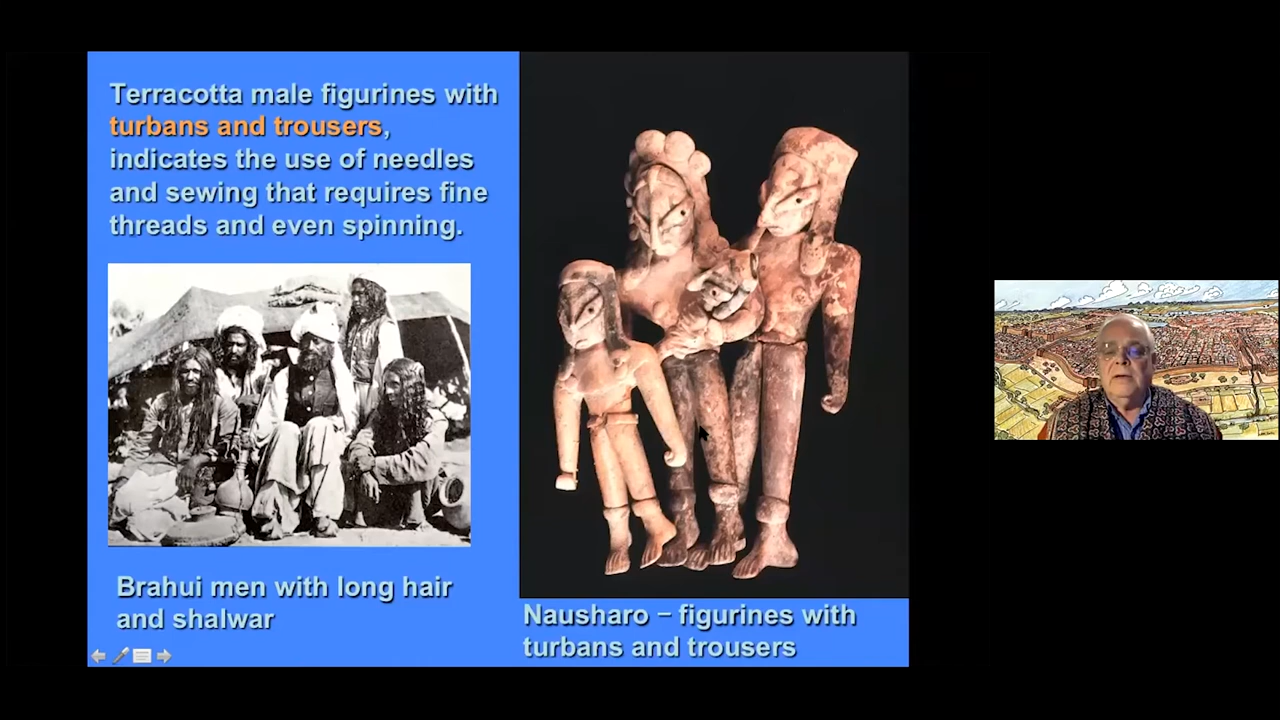 Terracotta male figurines with
turbans and trousers,
indicates the use of needles
and sewing that requires fine
threads and even spinning.
Brahui men with long hair
and shalwar
Nausharo – figurines with
turbans and trousers